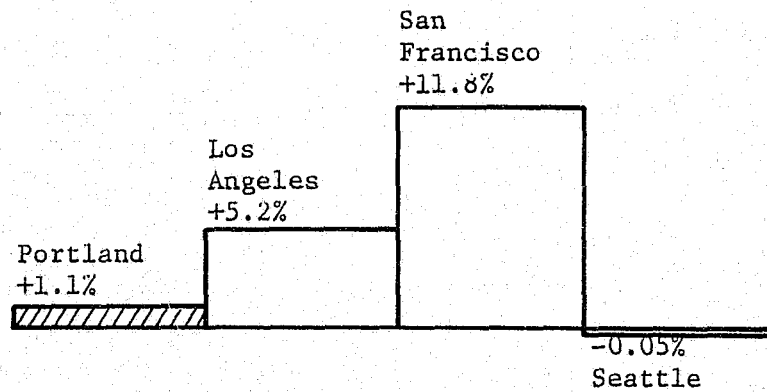 San
Francisco
+11.8%
Los
Angeles
+5.2%
Portland
+1.1%
-0.05%
Seattle